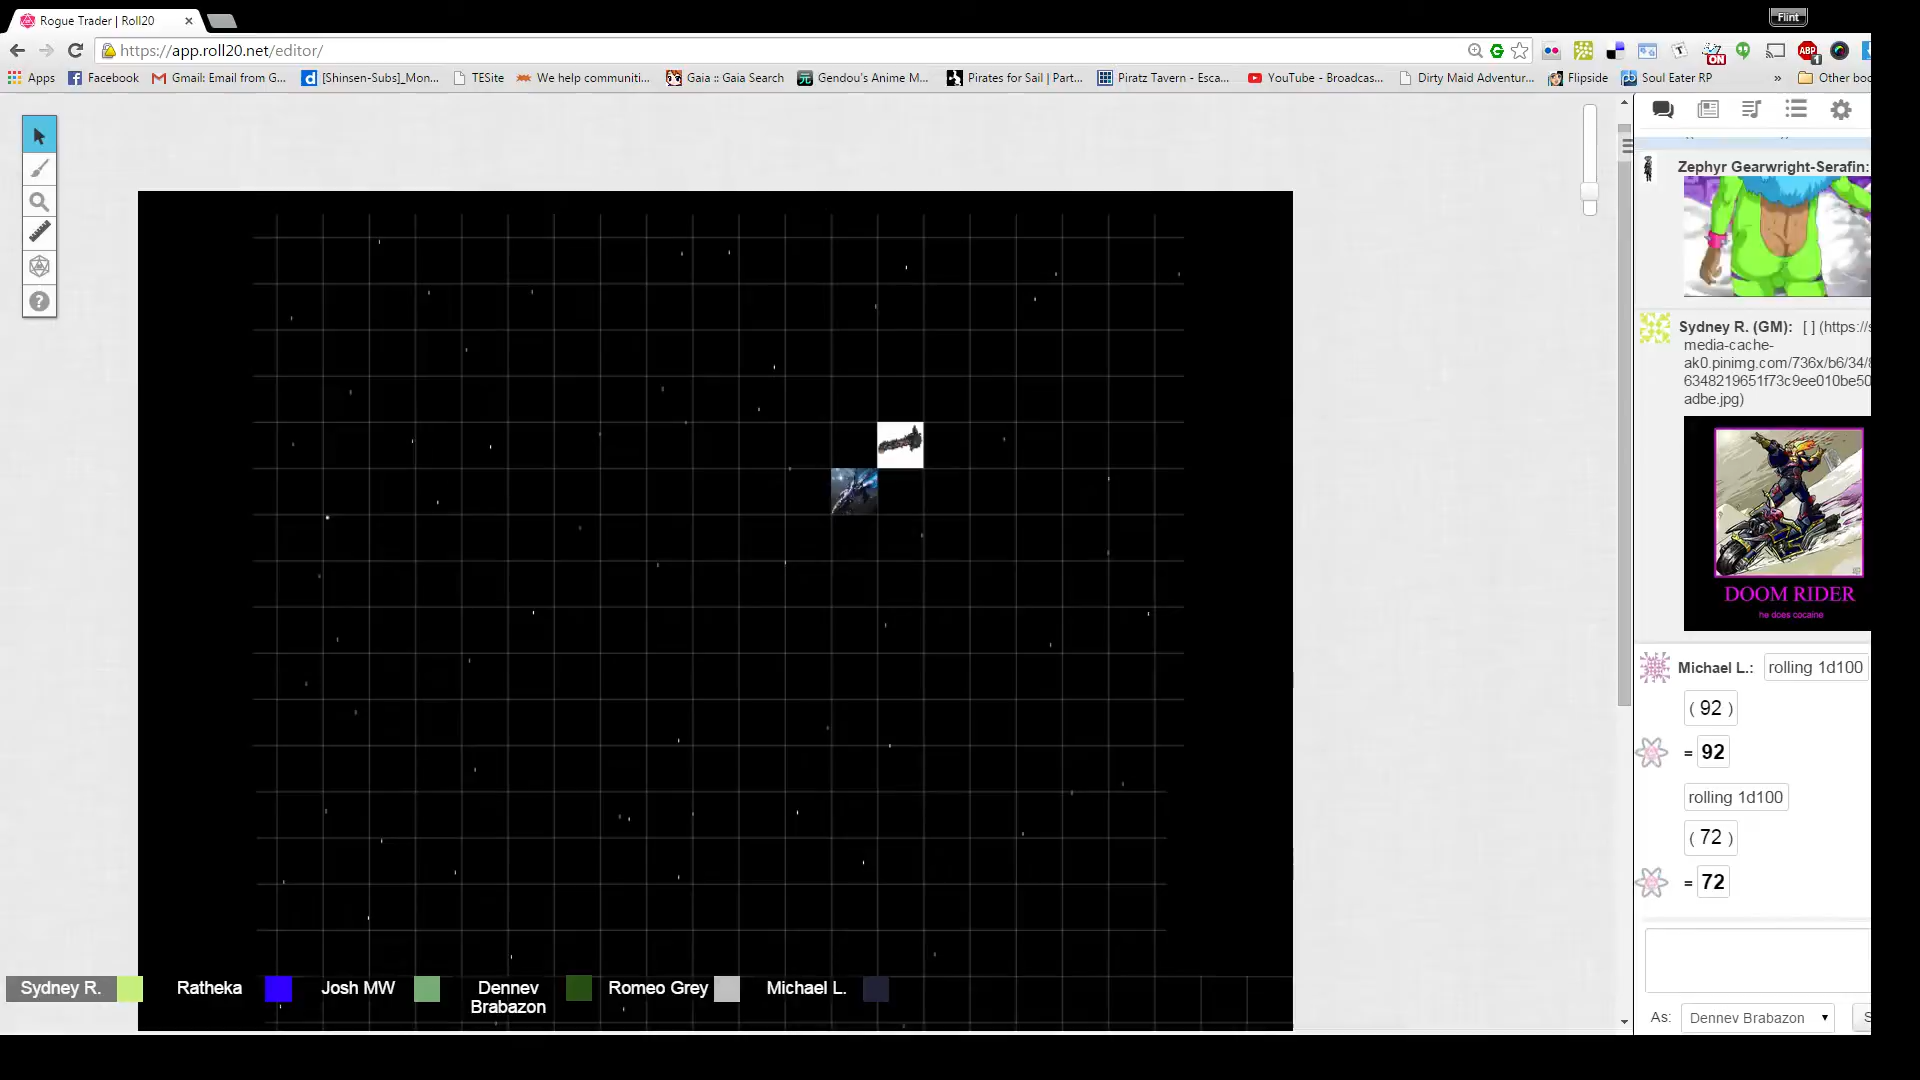 Rogue Trader | Roll20
Flint
https://app.roll20.net/editor/
Apps
Facebook
Gmail: Email from G...
[Shinsen-Subs]_Mon...
TESite
We help communiti...
Gaia :: Gaia Search
Gendou's Anime M...
Pirates for Sail | Part...
Piratz Tavern - Esca...
YouTube - Broadcas...
Dirty Maid Adventur...
Flipside
Soul Eater RP
»
Other boo
ABP
1
ON
Zephyr Gearwright-Serafin:
Sydney R. (GM): [ ] (https://s
media-cache-
ak0.pinimg.com/736x/b6/34/8
6348219651f73c9ee010be50
adbe.jpg)
DOOM RIDER
he does cocaine
Michael L.: rolling 1d100
( 92 )
= 92
rolling 1d100
( 72 )
= 72
As: Dennev Brabazon
S
Sydney R.
Ratheka
Josh MW
Dennev
Brabazon
Romeo Grey
Michael L.